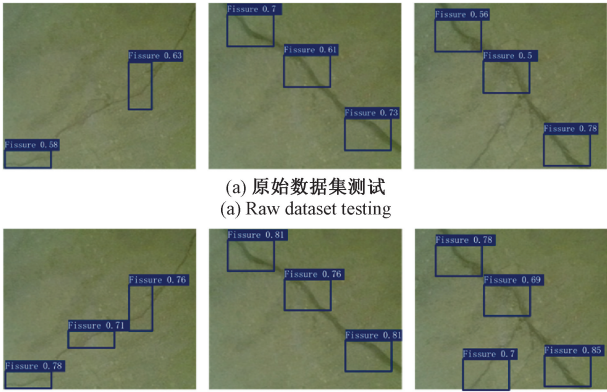 Fissure 0.63
Fissure 0.58
Fissure 0.7
Fissure 0.61
Fissure 0.73
Fissure 0.56
Fissure 0.5
Fissure 0.78
(a) 原始数据集测试
(a) Raw dataset testing
Fissure 0.76
Fissure 0.71
Fissure 0.78
Fissure 0.81
Fissure 0.76
Fissure 0.81
Fissure 0.78
Fissure 0.69
Fissure 0.7
Fissure 0.85